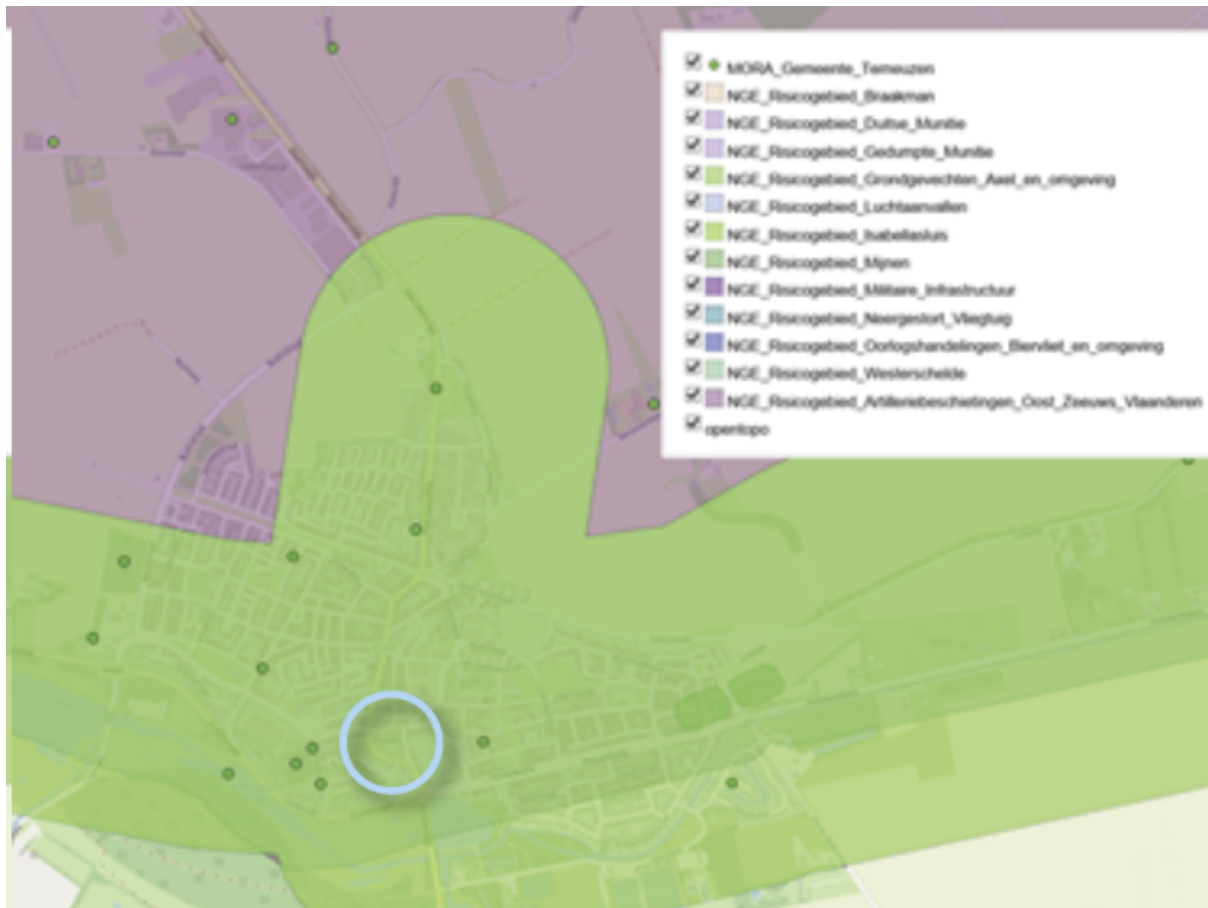 MORA_Gemeente_Terneuzen
NGE_Risicogebied_Braakman
NGE_Risicogebied_Duitse_Munitie
NGE_Risicogebied_Gedumpte_Munitie
NGE_Risicogebied_Grondgevechten_Axel_en_omgeving
NGE_Risicogebied_Luchtaanvallen
NGE_Risicogebied_Isabellasluis
NGE_Risicogebied_Mijnen
NGE_Risicogebied_Militaire_Infrastructuur
NGE_Risicogebied_Neergestort_Vliegtuig
NGE_Risicogebied_Oorlogshandelingen_Biervliet_en_omgeving
NGE_Risicogebied_Westerschelde
NGE_Risicogebied_Artilleriebeschietingen_Oost_Zeeuws_Vlaanderen
opentopo